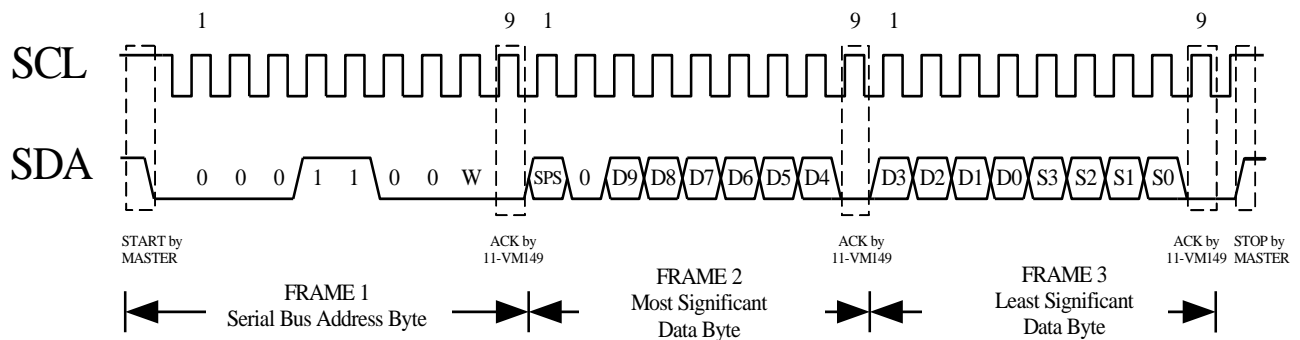 1 9 1 9 1 9
SCL
SDA
0 0 0 1 1 0 0 W SPS 0 D9 D8 D7 D6 D5 D4 D3 D2 D1 D0 S3 S2 S1 S0
START by
MASTER
ACK by
11-VM149
ACK by
11-VM149
ACK by
11-VM149
STOP by
MASTER
FRAME 1
Serial Bus Address Byte
FRAME 2
Most Significant
Data Byte
FRAME 3
Least Significant
Data Byte